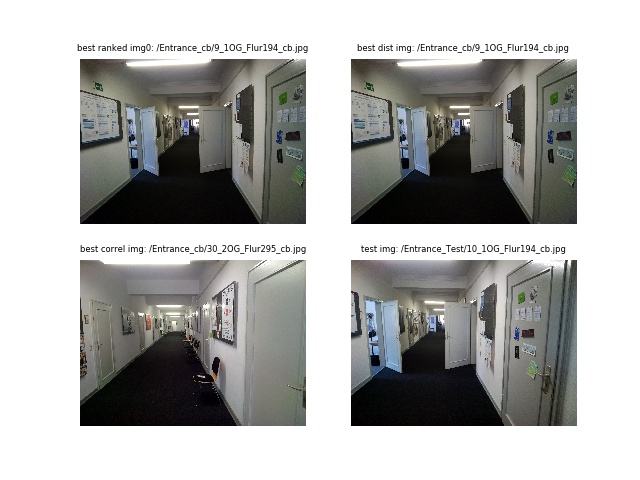 best ranked img0: /Entrance_cb/9_1OG_Flur194_cb.jpg
best dist img: /Entrance_cb/9_1OG_Flur194_cb.jpg
best correl img: /Entrance_cb/30_2OG_Flur295_cb.jpg
test img: /Entrance_Test/10_1OG_Flur194_cb.jpg